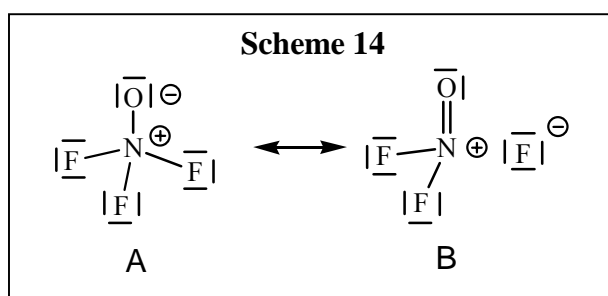 Scheme 14
O ⊖ O
N ⊕ ⊖
F F F N ⊕ F
F F
A B